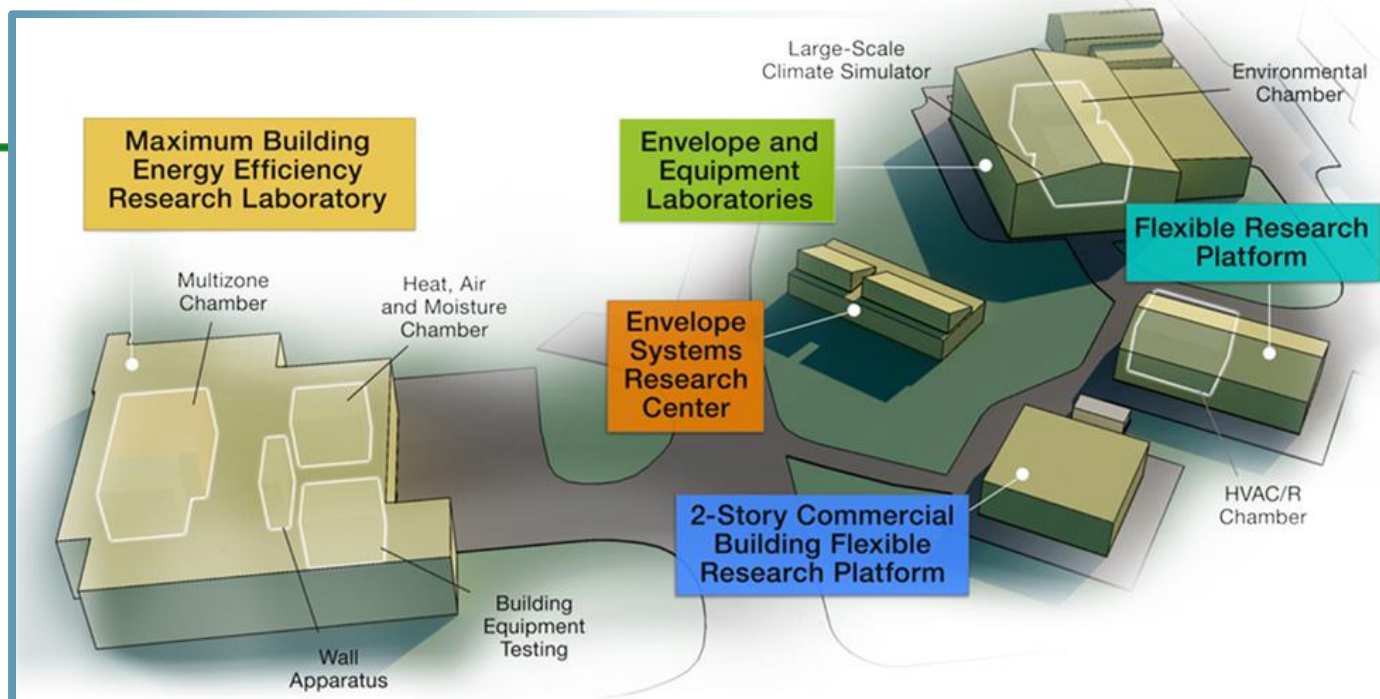 Large-Scale
Climate Simulator
Environmental
Chamber
Maximum Building
Energy Efficiency
Research Laboratory
Envelope and
Equipment
Laboratories
Flexible Research
Platform
Multizone
Chamber
Heat, Air
and Moisture
Chamber
Envelope
Systems
Research
Center
2-Story Commercial
Building Flexible
Research Platform
HVAC/R
Chamber
Building
Equipment
Testing
Wall
Apparatus